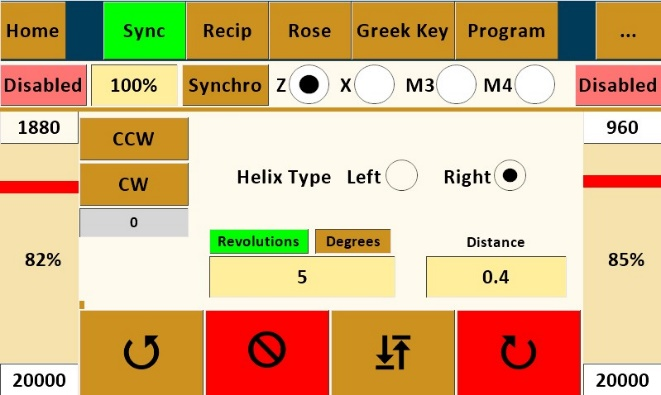 Home Sync Recip Rose Greek Key Program ...
Disabled 100% Synchro Z X M3 M4 Disabled
1880 CCW 960
CW
Helix Type Left Right
0
Revolutions Degrees Distance
82% 5 0.4 85%
20000 20000